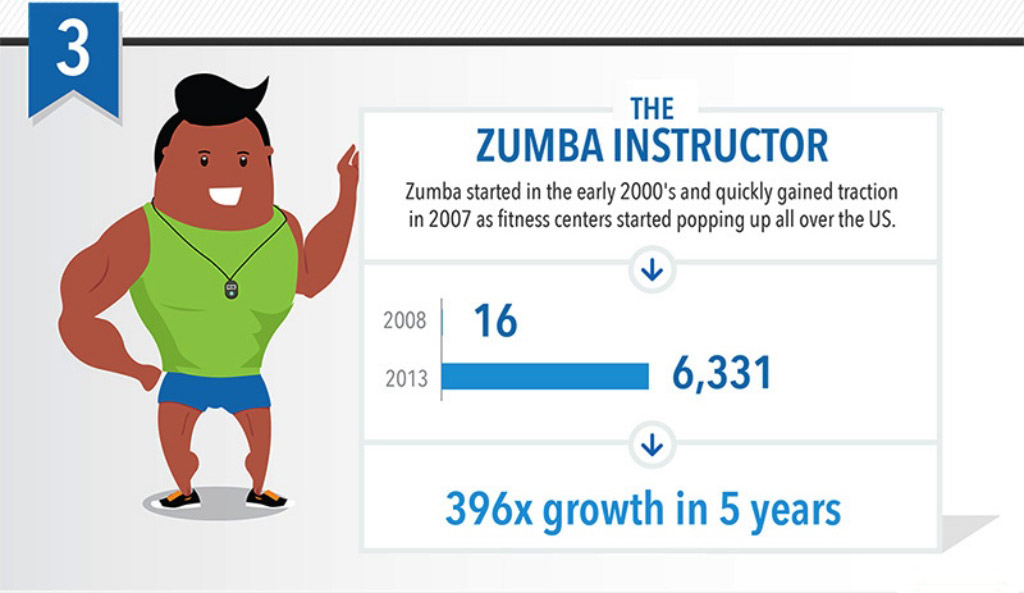 3
THE
ZUMBA INSTRUCTOR
Zumba started in the early 2000's and quickly gained traction
in 2007 as fitness centers started popping up all over the US.
2008 16
2013 6,331
396x growth in 5 years